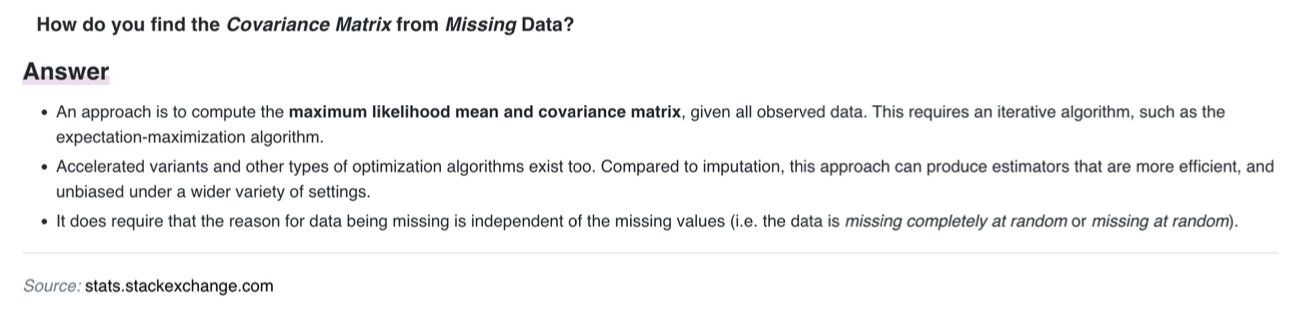 How do you find the Covariance Matrix from Missing Data?
Answer
• An approach is to compute the maximum likelihood mean and covariance matrix, given all observed data. This requires an iterative algorithm, such as the
expectation-maximization algorithm.
• Accelerated variants and other types of optimization algorithms exist too. Compared to imputation, this approach can produce estimators that are more efficient, and
unbiased under a wider variety of settings.
• It does require that the reason for data being missing is independent of the missing values (i.e. the data is missing completely at random or missing at random).
Source: stats.stackexchange.com